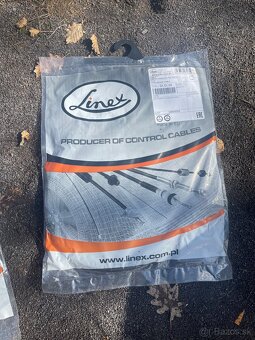 Linex
PRODUCER OF CONTROL CABLES
www.linex.com.pl
Bazos.sk